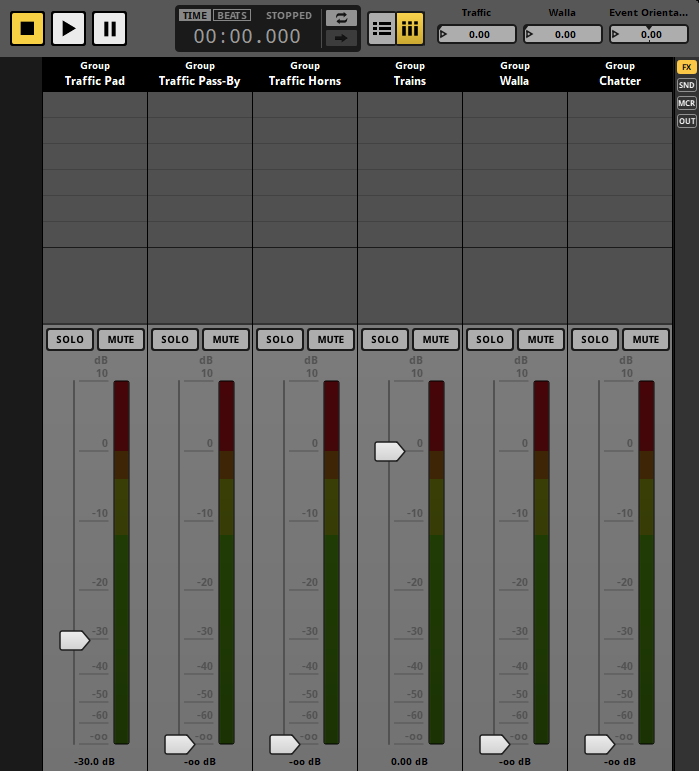 TIME BEATS STOPPED
00:00.000
Traffic Walla Event Orienta...
0.00 0.00 0.00
Group Group Group Group Group Group
Traffic Pad Traffic Pass-By Traffic Horns Trains Walla Chatter
FX
SND
MCR
OUT
SOLO MUTE SOLO MUTE SOLO MUTE SOLO MUTE SOLO MUTE SOLO MUTE
dB dB dB dB dB dB
10 10 10 10 10 10
0 0 0 0 0 0
-10 -10 -10 -10 -10 -10
-20 -20 -20 -20 -20 -20
-30 -30 -30 -30 -30 -30
-40 -40 -40 -40 -40 -40
-50 -50 -50 -50 -50 -50
-60 -60 -60 -60 -60 -60
-oo -oo -oo -oo -oo -oo
-30.0 dB -oo dB -oo dB 0.00 dB -oo dB -oo dB